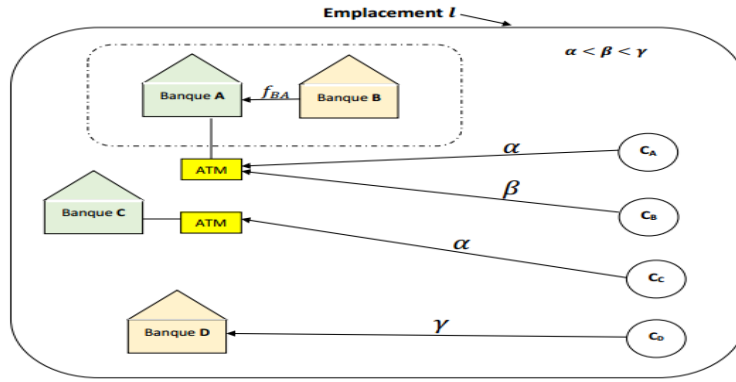 Emplacement l
α < β < γ
Banque A
f_BA
Banque B
α
C_A
ATM
β
Banque C
ATM
C_B
α
C_C
Banque D
γ
C_D